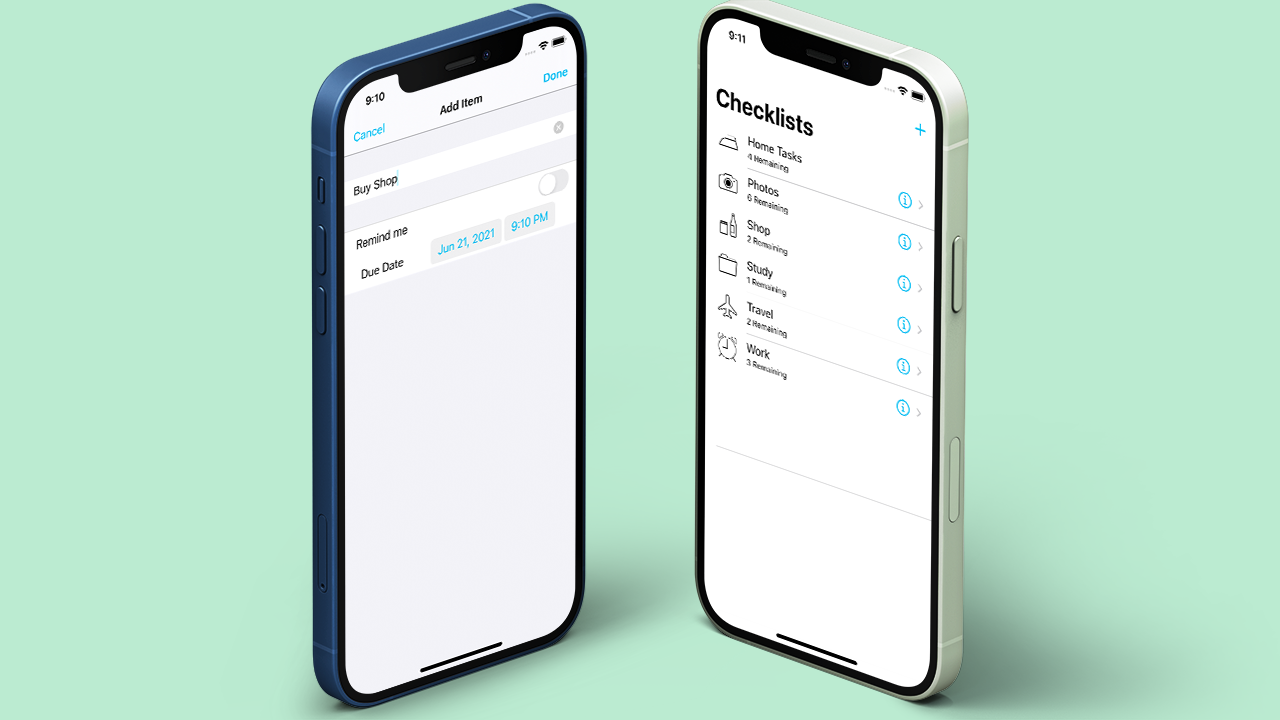 9:10
Cancel
Add Item
Done
Buy Shop
Remind me
Due Date
Jun 21, 2021
9:10 PM
9:11
Checklists
Home Tasks
4 Remaining
Photos
6 Remaining
Shop
2 Remaining
Study
1 Remaining
Travel
2 Remaining
Work
3 Remaining